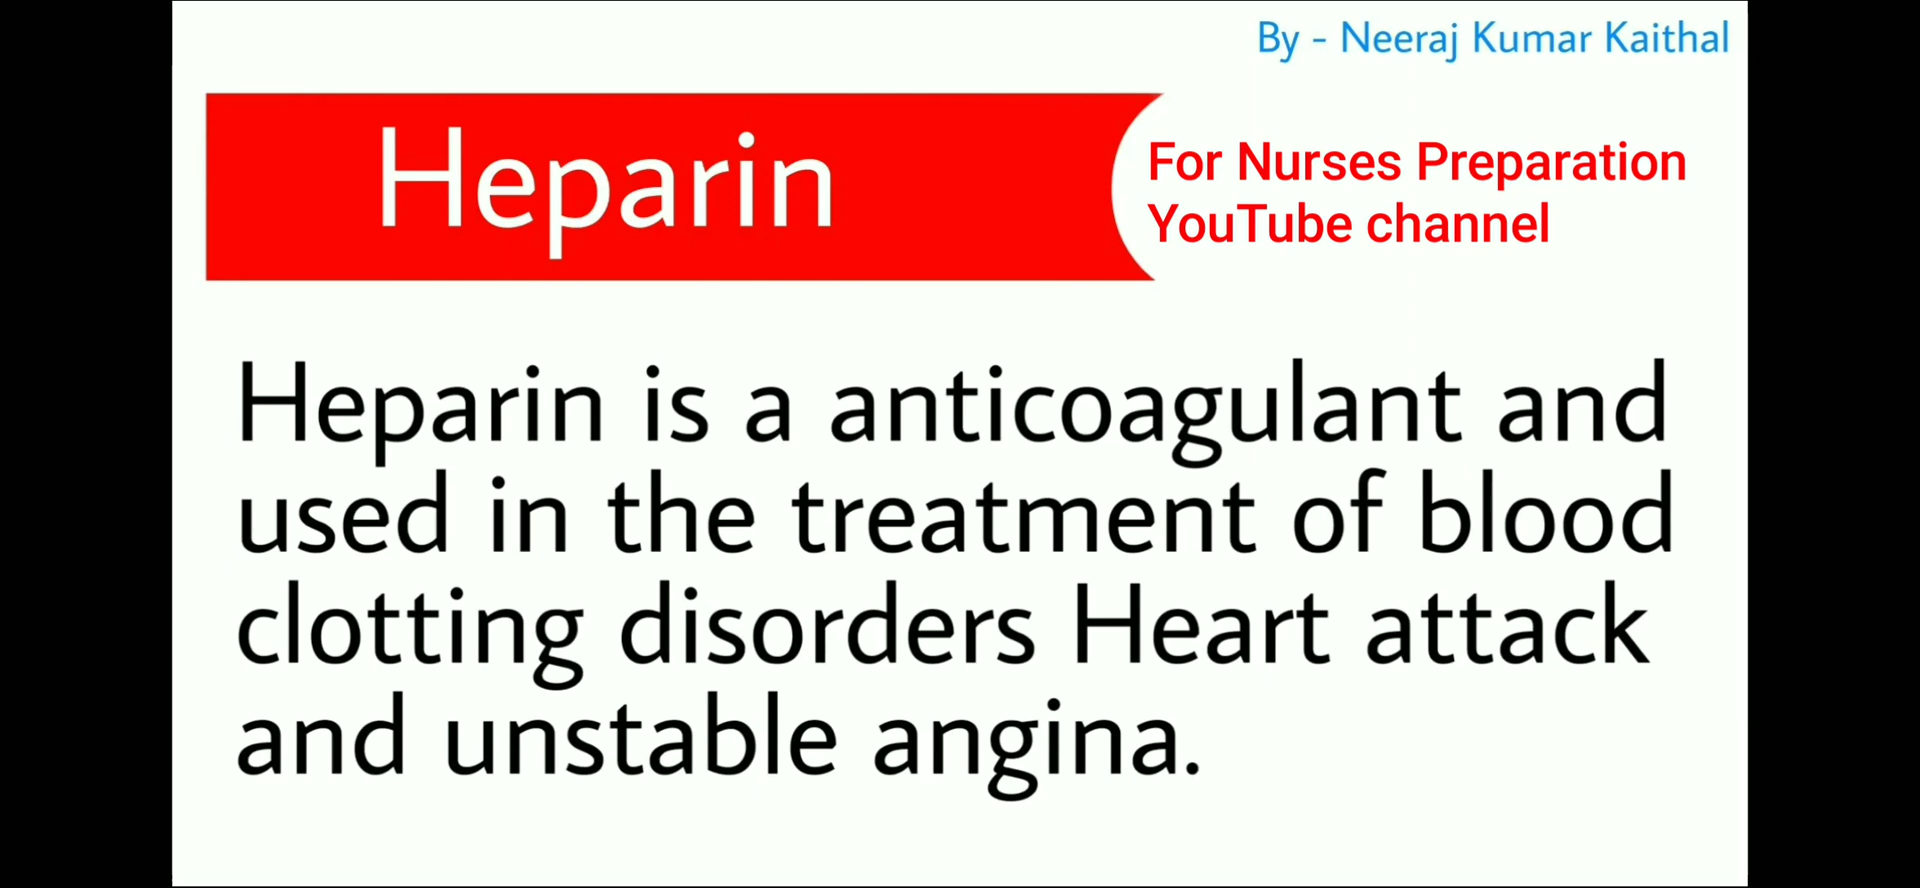 By - Neeraj Kumar Kaithal
Heparin
For Nurses Preparation
YouTube channel
Heparin is a anticoagulant and
used in the treatment of blood
clotting disorders Heart attack
and unstable angina.